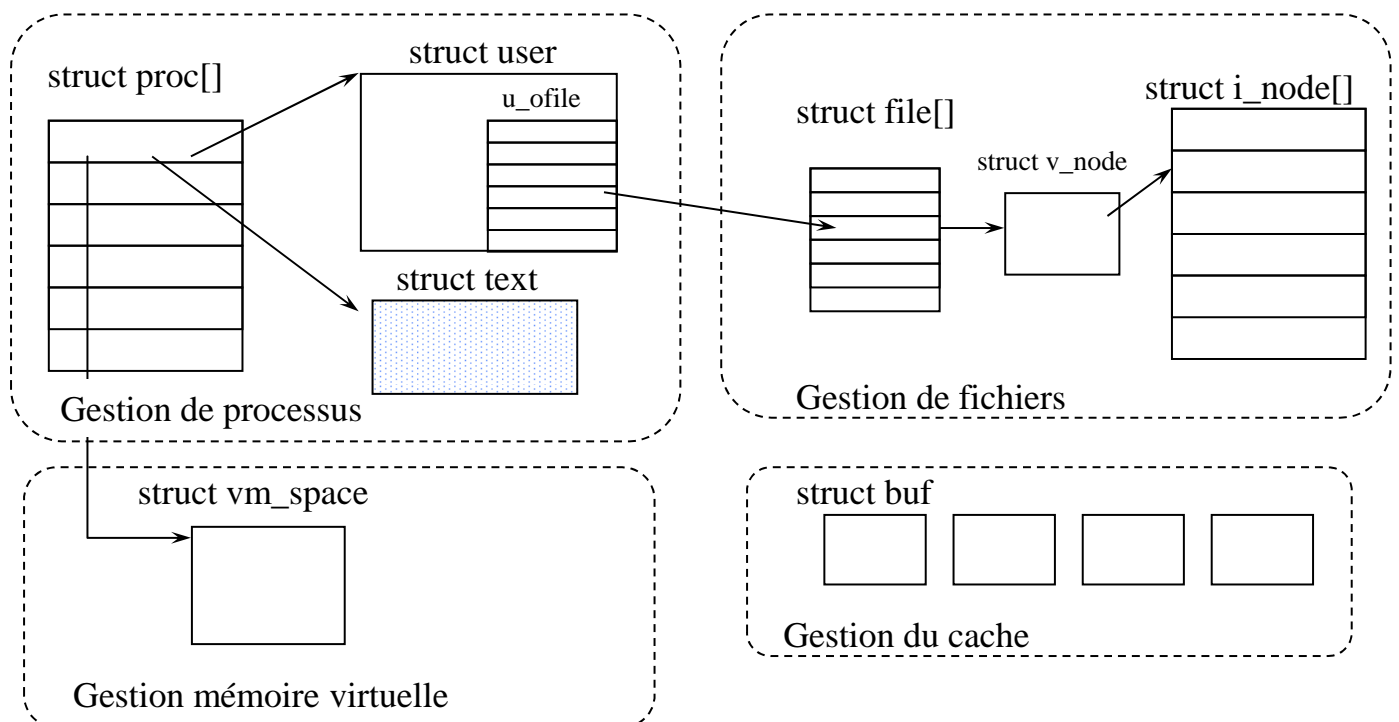 struct proc[]
struct user
u_ofile
struct text
Gestion de processus
struct file[]
struct v_node
struct i_node[]
Gestion de fichiers
struct vm_space
Gestion mémoire virtuelle
struct buf
Gestion du cache